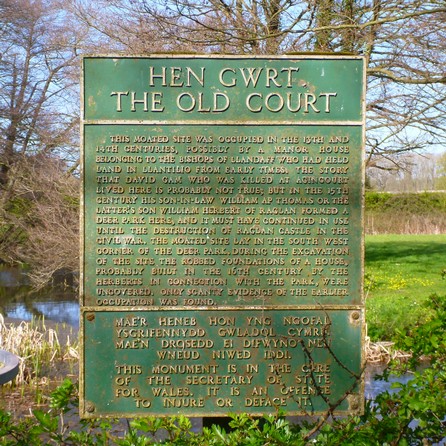 HEN GWRT
THE OLD COURT
THIS MOATED SITE WAS OCCUPIED IN THE 13TH AND
14TH CENTURIES, POSSIBLY BY A MANOR HOUSE
BELONGING TO THE BISHOPS OF LLANDAFF WHO HAD HELD
LAND IN LLANTILIO FROM EARLY TIMES. THE STORY
THAT DAVID GAM WHO WAS KILLED AT AGINCOURT
LIVED HERE IS PROBABLY NOT TRUE; BUT IN THE 15TH
CENTURY HIS SON-IN-LAW WILLIAM AP THOMAS OR THE
LATTER'S SON WILLIAM HERBERT OF RAGLAN FORMED A
DEER PARK HERE, AND IT MUST HAVE CONTINUED IN USE
UNTIL THE DESTRUCTION OF RAGLAN CASTLE IN THE
CIVIL WAR. THE MOATED SITE LAY IN THE SOUTH WEST
CORNER OF THE DEER PARK. DURING THE EXCAVATION
OF THE SITE THE ROBBED FOUNDATIONS OF A HOUSE,
PROBABLY BUILT IN THE 16TH CENTURY BY THE
HERBERTS IN CONNECTION WITH THE PARK, WERE
UNCOVERED. ONLY SCANTY EVIDENCE OF THE EARLIER
OCCUPATION WAS FOUND.
MAE'R HENEB HON YNG NGOFAL
YSGRIFENNYDD GWLADOL CYMRU
MAE'N DROSEDD EI DIFWYNO NEU
WNEUD NIWED IDDI.
THIS MONUMENT IS IN THE CARE
OF THE SECRETARY OF STATE
FOR WALES. IT IS AN OFFENCE
TO INJURE OR DEFACE IT.